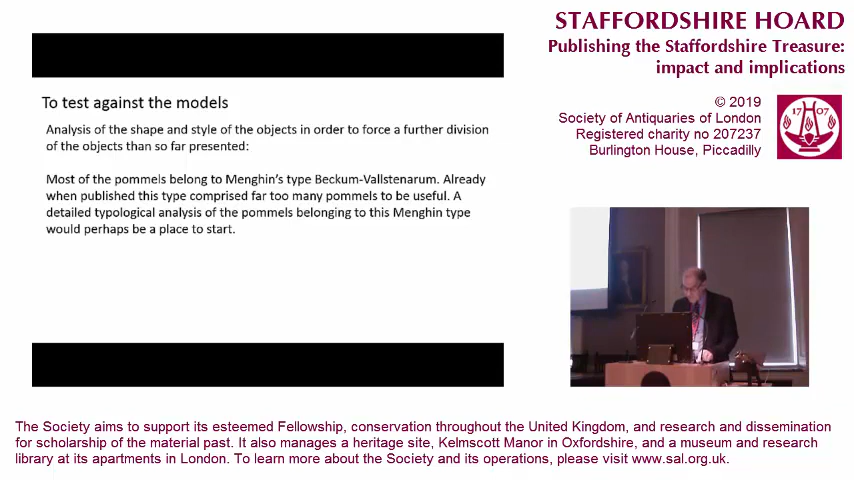 STAFFORDSHIRE HOARD
Publishing the Staffordshire Treasure:
impact and implications
© 2019
Society of Antiquaries of London
Registered charity no 207237
Burlington House, Piccadilly
17 07
To test against the models
Analysis of the shape and style of the objects in order to force a further division
of the objects than so far presented:
Most of the pommels belong to Menghin's type Beckum-Vallstenarum. Already
when published this type comprised far too many pommels to be useful. A
detailed typological analysis of the pommels belonging to this Menghin type
would perhaps be a place to start.
The Society aims to support its esteemed Fellowship, conservation throughout the United Kingdom, and research and dissemination
for scholarship of the material past. It also manages a heritage site, Kelmscott Manor in Oxfordshire, and a museum and research
library at its apartments in London. To learn more about the Society and its operations, please visit www.sal.org.uk.